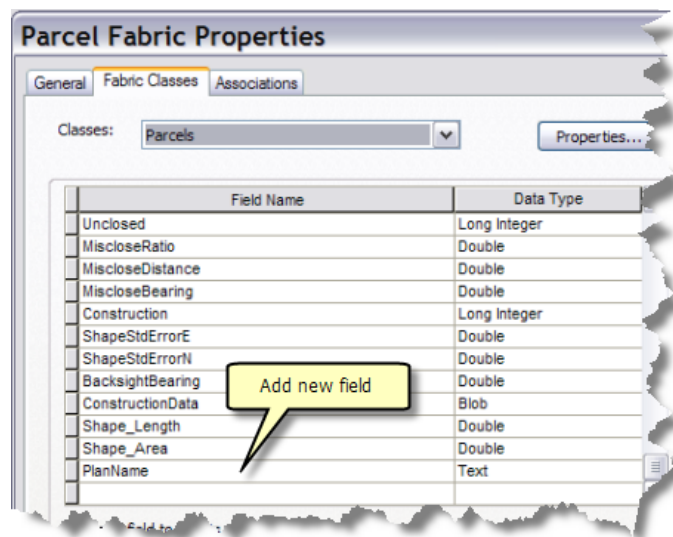 Parcel Fabric Properties
General Fabric Classes Associations
Classes: Parcels Properties...
Field Name Data Type
Unclosed Long Integer
MiscloseRatio Double
MiscloseDistance Double
MiscloseBearing Double
Construction Long Integer
ShapeStdErrorE Double
ShapeStdErrorN Double
BacksightBearing Double
Add new field
ConstructionData Blob
Shape_Length Double
Shape_Area Double
PlanName Text